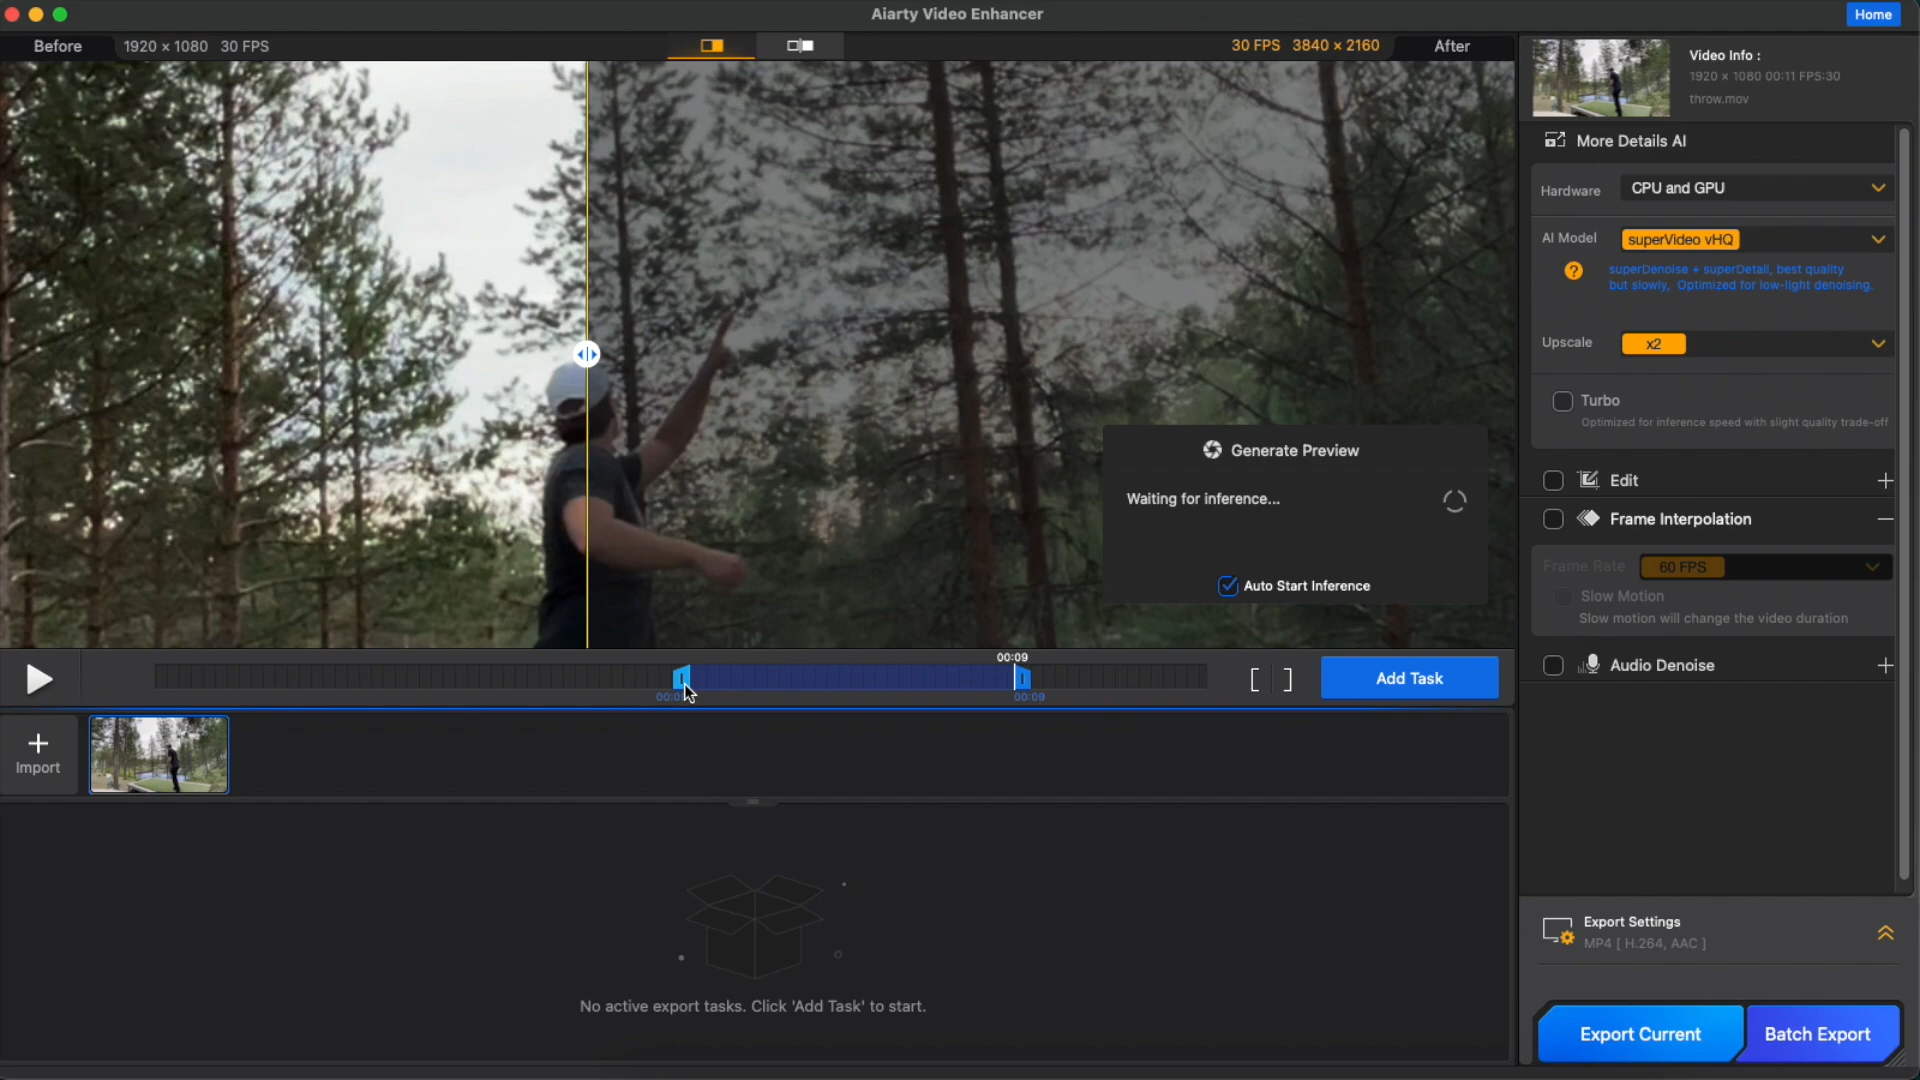 Aiarty Video Enhancer
Home
Before
1920 × 1080 30 FPS
30 FPS 3840 × 2160
After
Video Info :
1920 × 1080 00:11 FPS:30
throw.mov
More Details AI
Hardware
CPU and GPU
AI Model
superVideo vHQ
?
superDenoise + superDetail, best quality
but slowly, Optimized for low-light denoising.
Upscale
x2
Turbo
Optimized for inference speed with slight quality trade-off
Generate Preview
Waiting for inference...
Auto Start Inference
Edit
Frame Interpolation
Frame Rate
60 FPS
Slow Motion
Slow motion will change the video duration
Audio Denoise
00:09
00:09
[ ]
Add Task
Import
No active export tasks. Click 'Add Task' to start.
Export Settings
MP4 [ H.264, AAC ]
Export Current
Batch Export